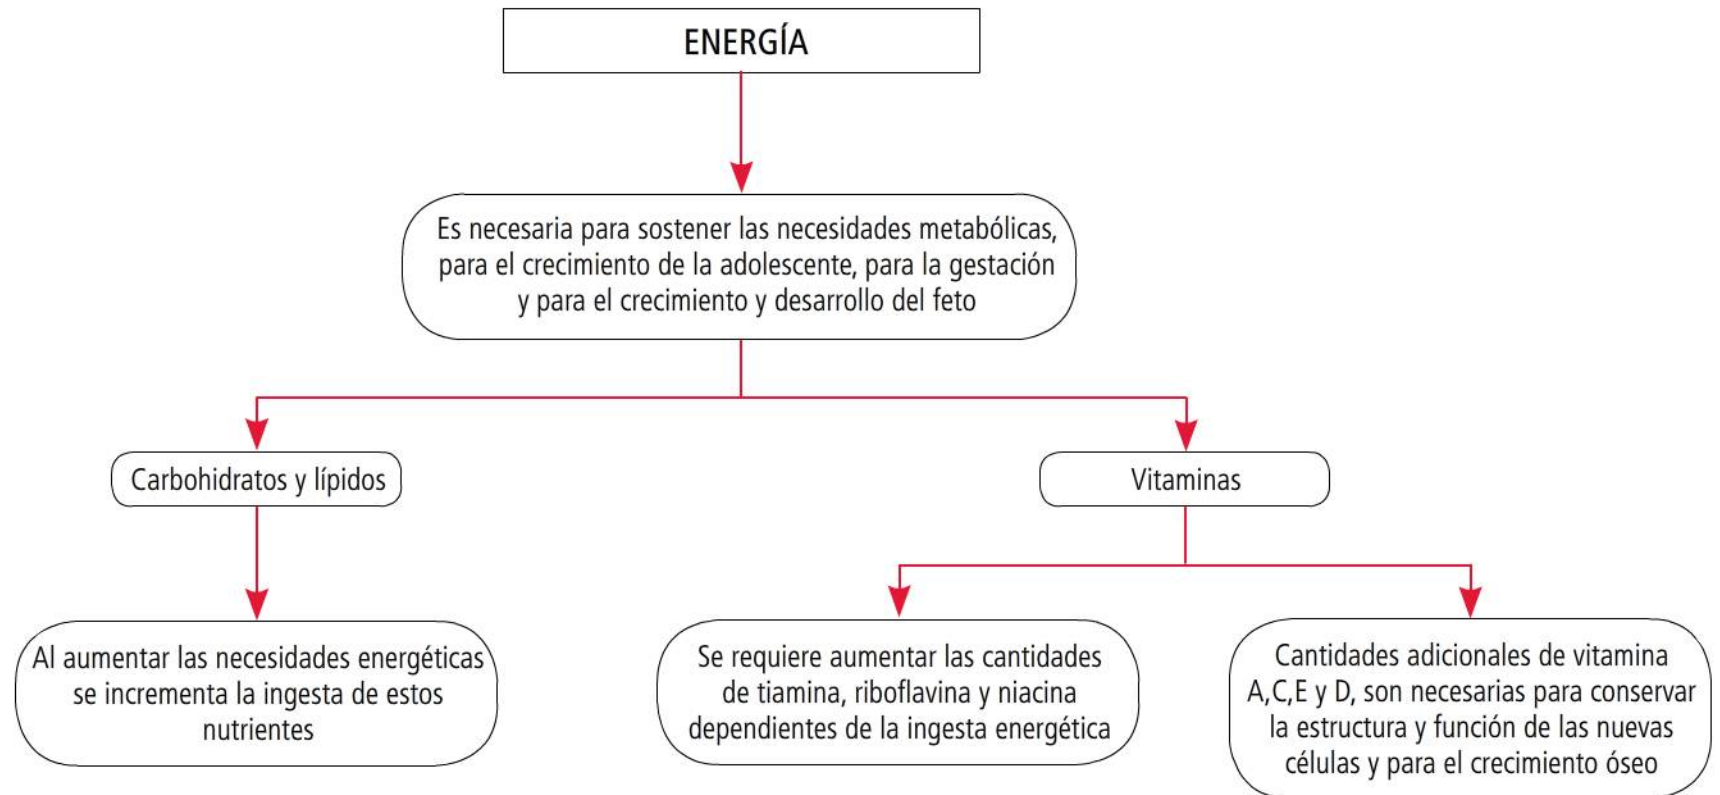 ENERGÍA
Es necesaria para sostener las necesidades metabólicas,
para el crecimiento de la adolescente, para la gestación
y para el crecimiento y desarrollo del feto
Carbohidratos y lípidos
Vitaminas
Al aumentar las necesidades energéticas
se incrementa la ingesta de estos
nutrientes
Se requiere aumentar las cantidades
de tiamina, riboflavina y niacina
dependientes de la ingesta energética
Cantidades adicionales de vitamina
A,C,E y D, son necesarias para conservar
la estructura y función de las nuevas
células y para el crecimiento óseo